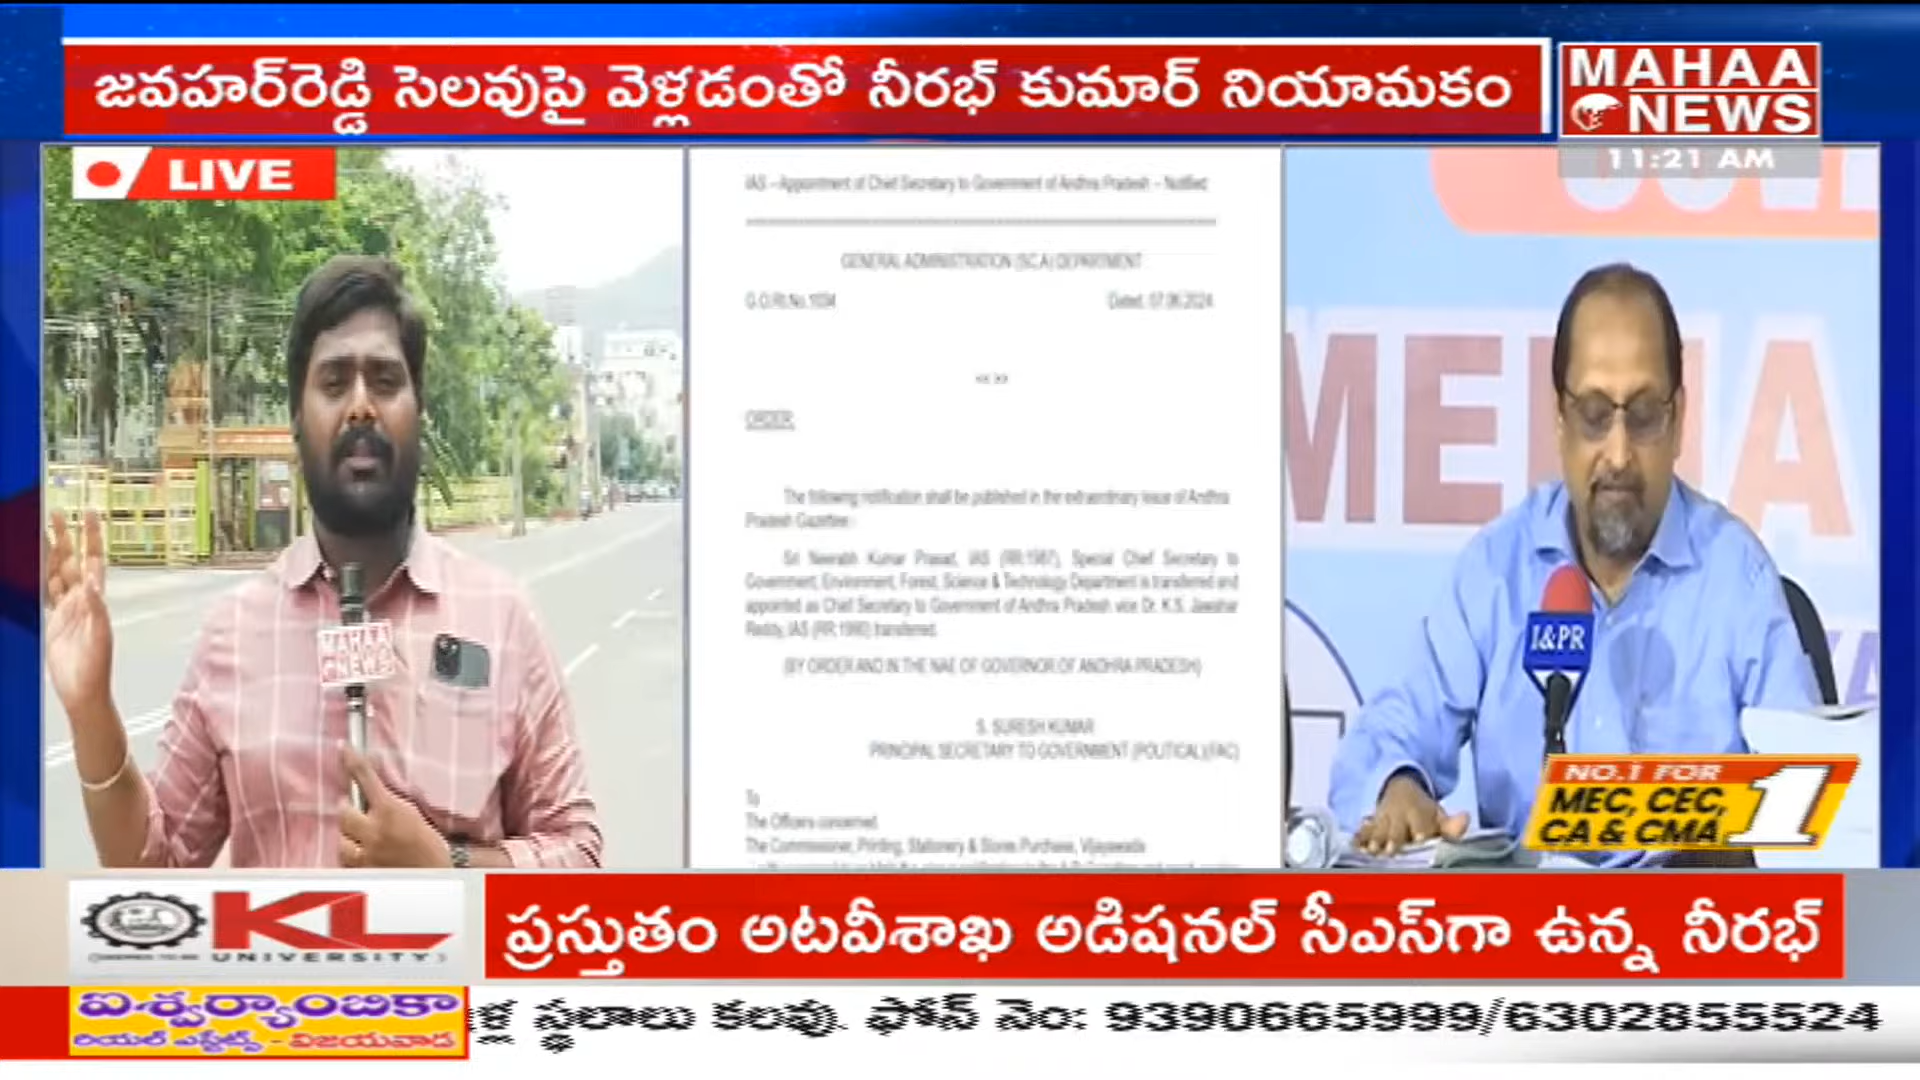 జవహర్‌రెడ్డి సెలవుపై వెళ్లడంతో నీరభ్ కుమార్ నియామకం
MAHAA
NEWS
11:21 AM
LIVE
IAS – Appointment of Chief Secretary to Government of Andhra Pradesh – Notified
GENERAL ADMINISTRATION (SC.A) DEPARTMENT
G.O.Rt.No.1034
Dated: 07.06.2024
<< >>
ORDER:
The following notification shall be published in the extraordinary issue of Andhra
Pradesh Gazettee:-
Sri Neerabh Kumar Prasad, IAS (RR:1987), Special Chief Secretary to
Government, Environment, Forest, Science & Technology Department is transferred and
appointed as Chief Secretary to Government of Andhra Pradesh vice Dr. K.S. Jawahar
Reddy, IAS (RR:1990) transferred.
(BY ORDER AND IN THE NAE OF GOVERNOR OF ANDHRA PRADESH)
S. SURESH KUMAR
PRINCIPAL SECRETARY TO GOVERNMENT (POLITICAL)(FAC)
To
The Officers concerned.
The Commissioner, Printing, Stationery & Stores Purchase, Vijayawada
MAHAA
NEWS
I&PR
NO.1 FOR
MEC, CEC,
CA & CMA
1
KL
UNIVERSITY
ప్రస్తుతం అటవీశాఖ అడిషనల్ సీఎస్‌గా ఉన్న నీరభ్
ఐశ్వర్యాంబికా
రియల్ ఎస్టేట్స్ - విజయవాడ
స్థలాలు కలవు. ఫోన్ నెం: 9390665999/6302855524